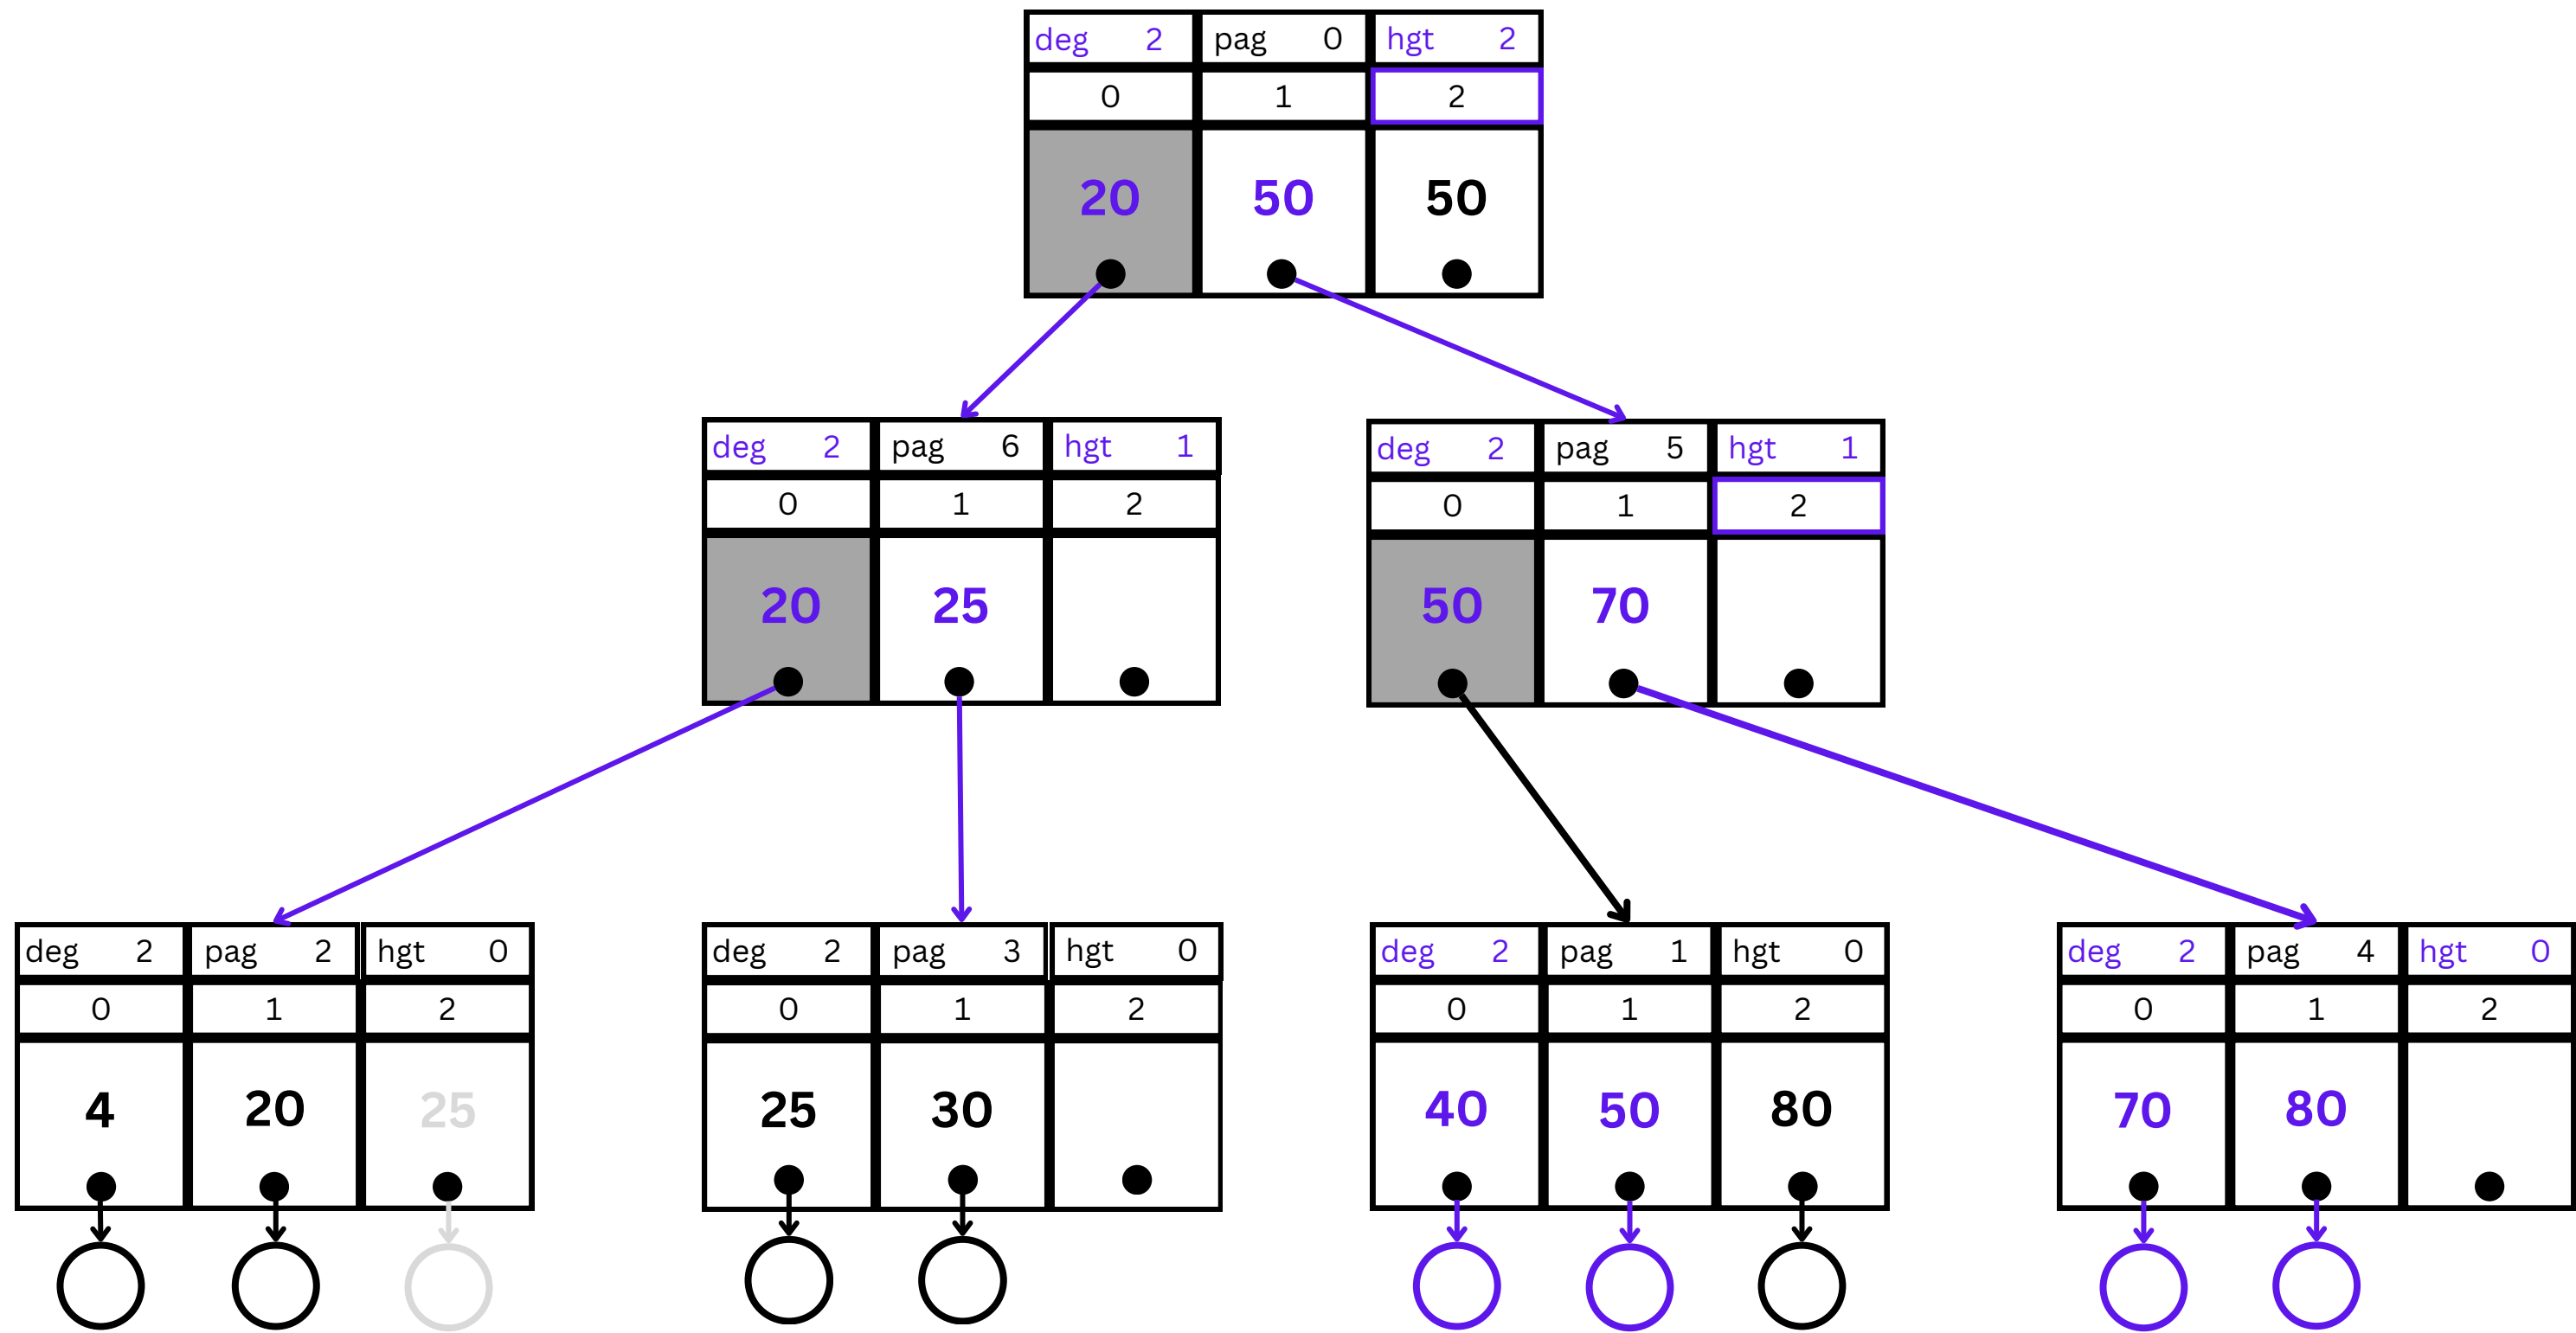 deg 2 pag 0 hgt 2
0 1 2
20 50 50
deg 2 pag 6 hgt 1
0 1 2
20 25
deg 2 pag 5 hgt 1
0 1 2
50 70
deg 2 pag 2 hgt 0
0 1 2
4 20 25
deg 2 pag 3 hgt 0
0 1 2
25 30
deg 2 pag 1 hgt 0
0 1 2
40 50 80
deg 2 pag 4 hgt 0
0 1 2
70 80